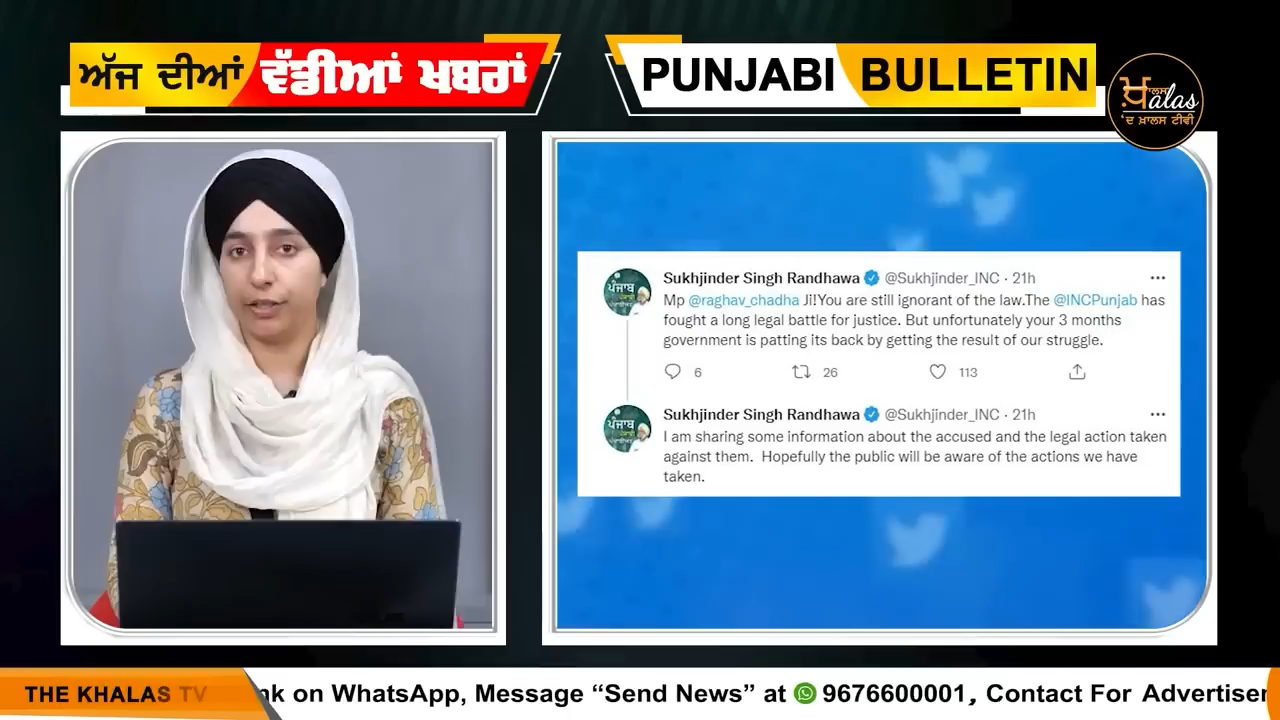 ਅੱਜ ਦੀਆਂ ਵੱਡੀਆਂ ਖਬਰਾਂ
PUNJABI BULLETIN
ਖ਼ਾਲਸ
alas
'ਦ ਖ਼ਾਲਸ ਟੀਵੀ
Sukhjinder Singh Randhawa @Sukhjinder_INC · 21h
Mp @raghav_chadha Ji!You are still ignorant of the law.The @INCPunjab has
fought a long legal battle for justice. But unfortunately your 3 months
government is patting its back by getting the result of our struggle.
6 26 113
Sukhjinder Singh Randhawa @Sukhjinder_INC · 21h
I am sharing some information about the accused and the legal action taken
against them. Hopefully the public will be aware of the actions we have
taken.
THE KHALAS TV nk on WhatsApp, Message “Send News” at 9676600001, Contact For Advertiser